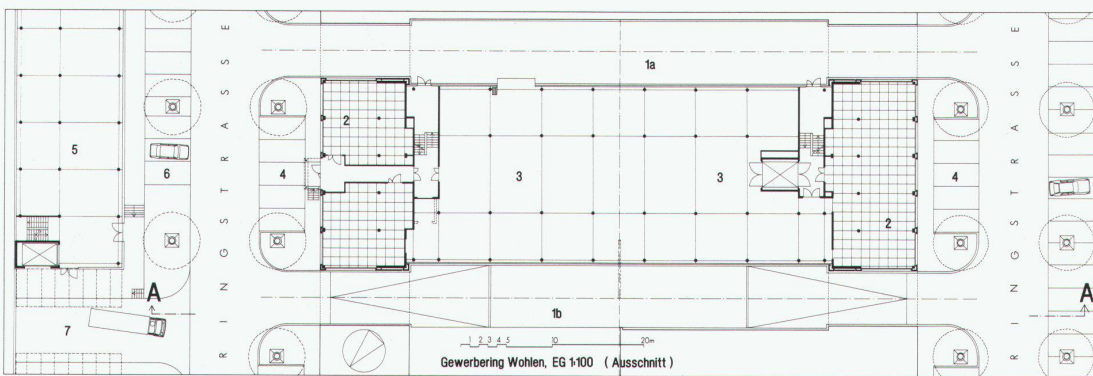 RINGSTRASSE
1a
2
5
3
3
6
4
4
2
RINGSTRASSE
A
A
7
1b
1 2 3 4 5 10 20m
Gewerbering Wohlen, EG 1:100 (Ausschnitt)